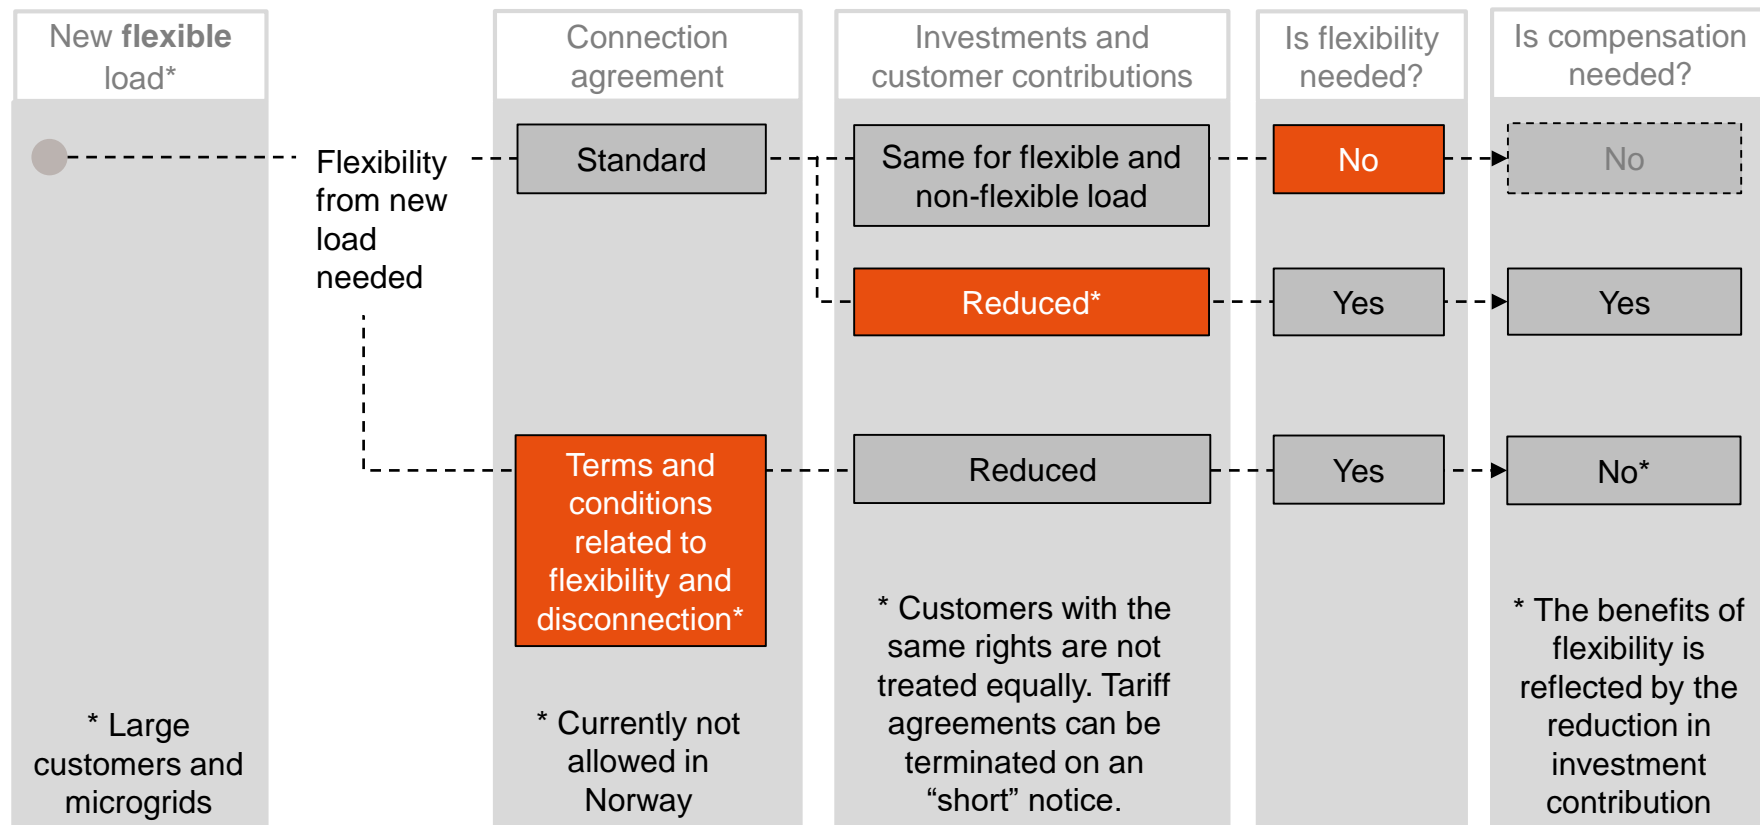 New flexible
load*
Connection
agreement
Investments and
customer contributions
Is flexibility
needed?
Is compensation
needed?
Flexibility
from new
load
needed
Standard
Same for flexible and
non-flexible load
No
No
Reduced*
Yes
Yes
Terms and
conditions
related to
flexibility and
disconnection*
Reduced
Yes
No*
* Large
customers and
microgrids
* Currently not
allowed in
Norway
* Customers with the
same rights are not
treated equally. Tariff
agreements can be
terminated on an
“short” notice.
* The benefits of
flexibility is
reflected by the
reduction in
investment
contribution